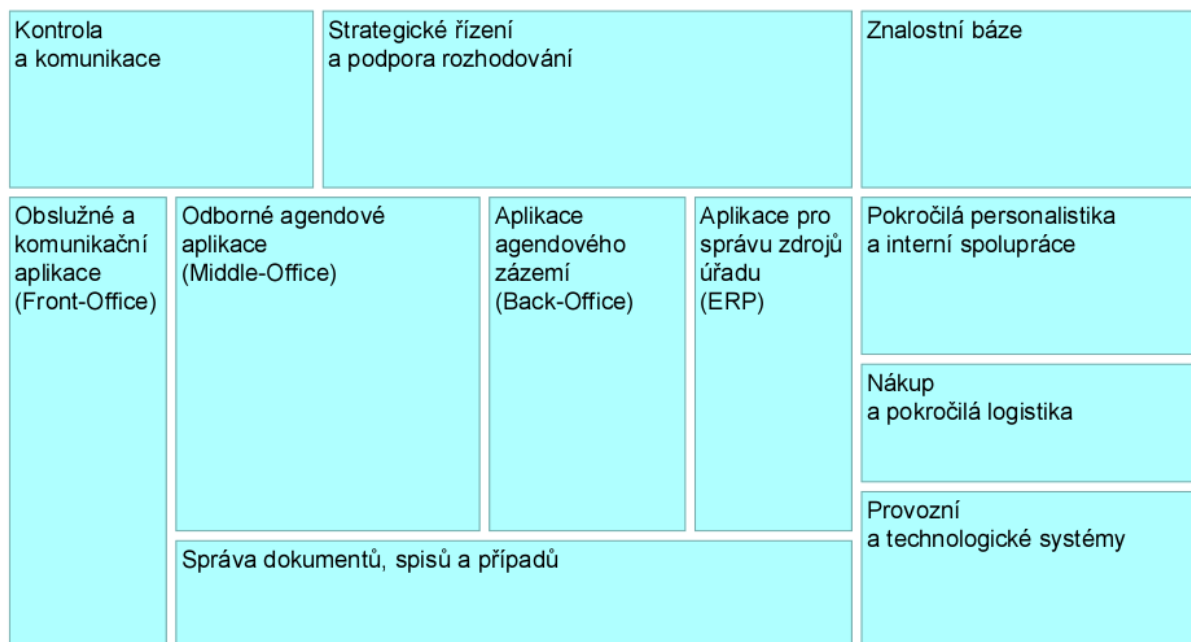 Kontrola
a komunikace
Strategické řízení
a podpora rozhodování
Znalostní báze
Obslužné a
komunikační
aplikace
(Front-Office)
Odborné agendové
aplikace
(Middle-Office)
Aplikace
agendového
zázemí
(Back-Office)
Aplikace pro
správu zdrojů
úřadu
(ERP)
Pokročilá personalistika
a interní spolupráce
Nákup
a pokročilá logistika
Provozní
a technologické systémy
Správa dokumentů, spisů a případů